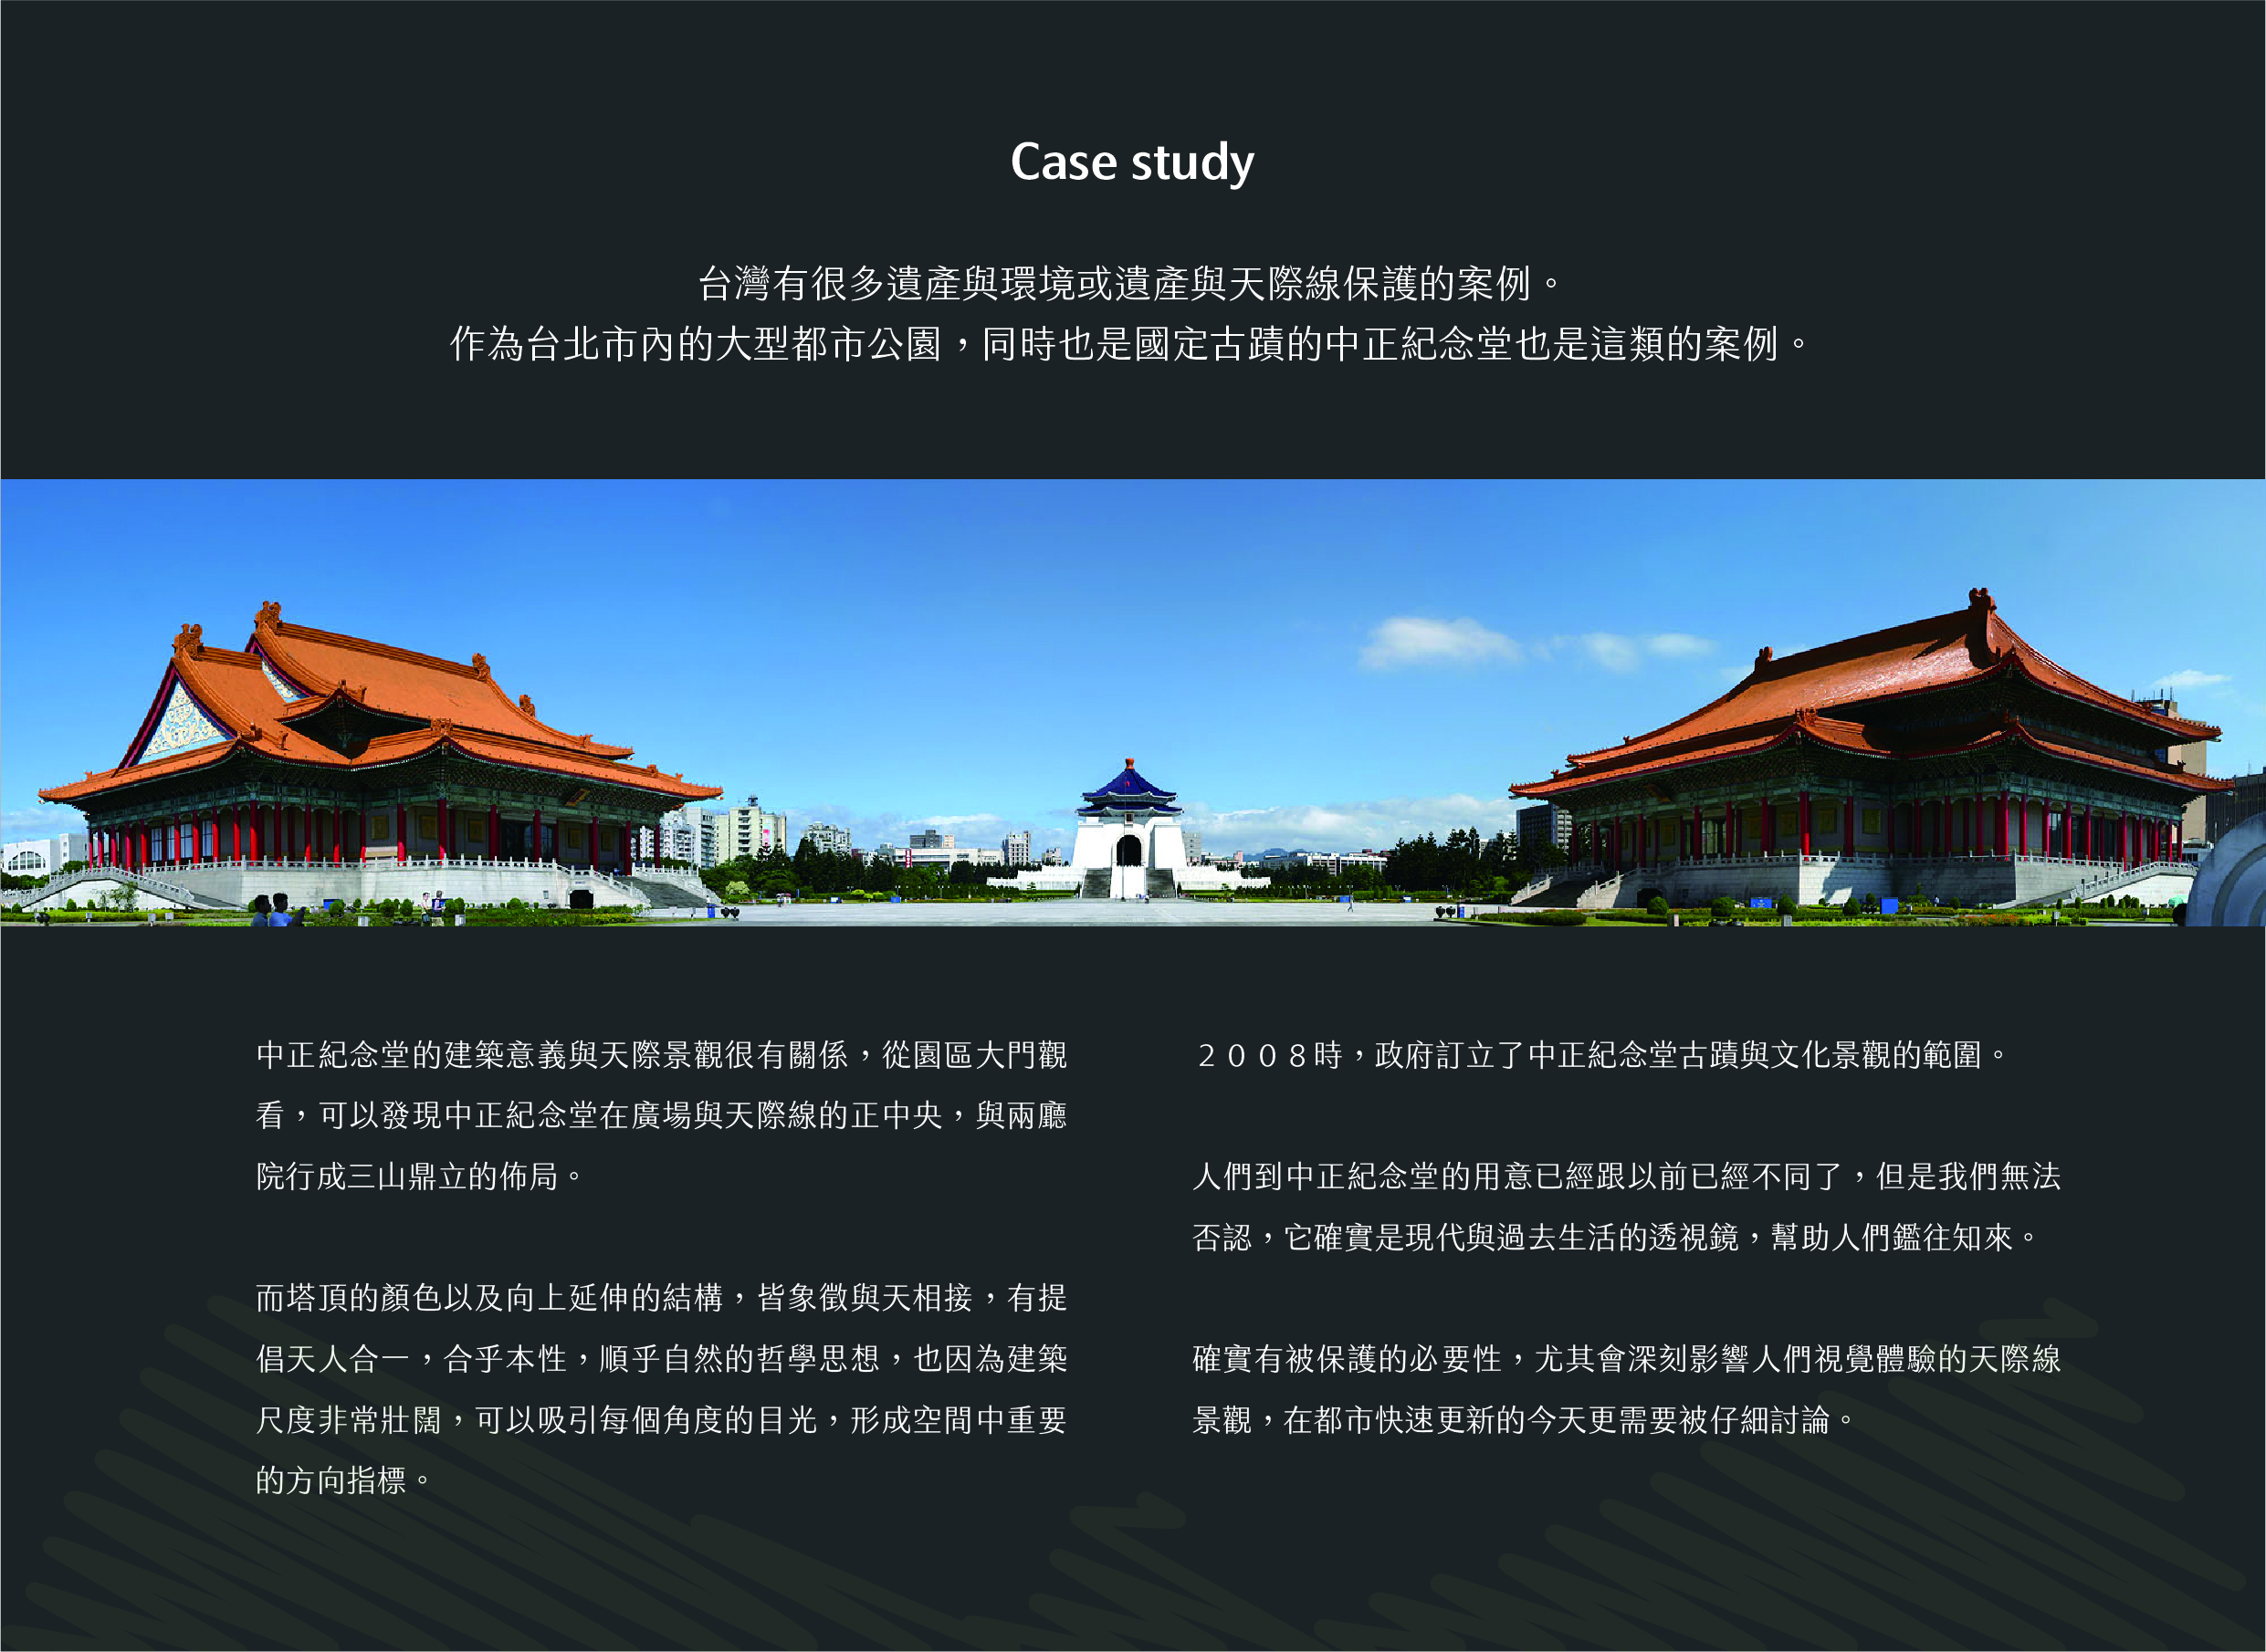 Case study
台灣有很多遺產與環境或遺產與天際線保護的案例。
作為台北市內的大型都市公園，同時也是國定古蹟的中正紀念堂也是這類的案例。
中正紀念堂的建築意義與天際景觀很有關係，從園區大門觀
看，可以發現中正紀念堂在廣場與天際線的正中央，與兩廳
院行成三山鼎立的佈局。
而塔頂的顏色以及向上延伸的結構，皆象徵與天相接，有提
倡天人合一，合乎本性，順乎自然的哲學思想，也因為建築
尺度非常壯闊，可以吸引每個角度的目光，形成空間中重要
的方向指標。
２００８時，政府訂立了中正紀念堂古蹟與文化景觀的範圍。
人們到中正紀念堂的用意已經跟以前已經不同了，但是我們無法
否認，它確實是現代與過去生活的透視鏡，幫助人們鑑往知來。
確實有被保護的必要性，尤其會深刻影響人們視覺體驗的天際線
景觀，在都市快速更新的今天更需要被仔細討論。